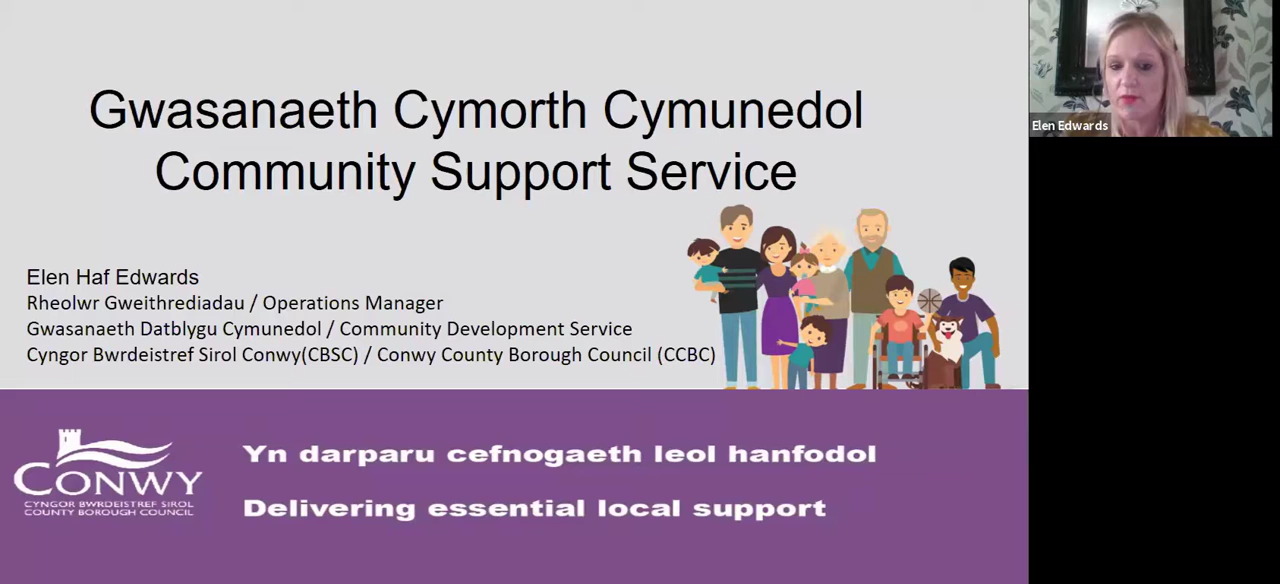 Gwasanaeth Cymorth Cymunedol
Community Support Service
Elen Haf Edwards
Rheolwr Gweithrediadau / Operations Manager
Gwasanaeth Datblygu Cymunedol / Community Development Service
Cyngor Bwrdeistref Sirol Conwy(CBSC) / Conwy County Borough Council (CCBC)
CONWY
CYNGOR BWRDEISTREF SIROL
COUNTY BOROUGH COUNCIL
Yn darparu cefnogaeth leol hanfodol
Delivering essential local support
Elen Edwards